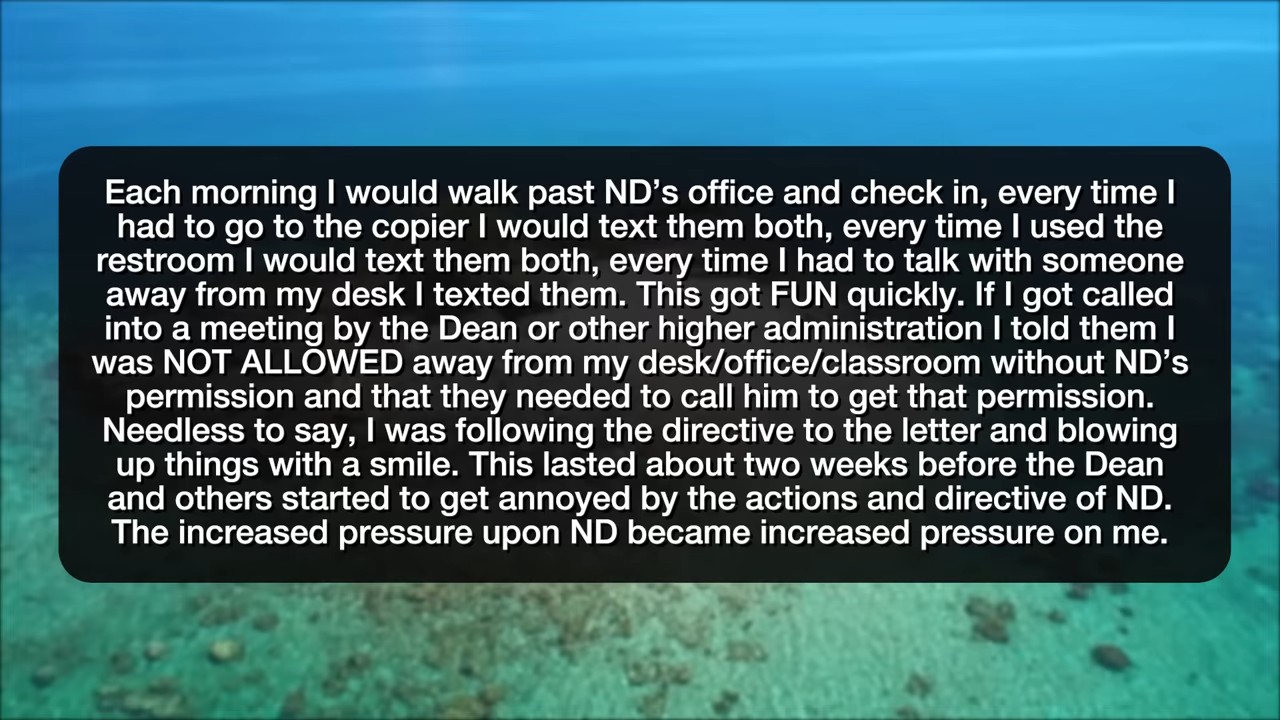 Each morning I would walk past ND’s office and check in, every time I
had to go to the copier I would text them both, every time I used the
restroom I would text them both, every time I had to talk with someone
away from my desk I texted them. This got FUN quickly. If I got called
into a meeting by the Dean or other higher administration I told them I
was NOT ALLOWED away from my desk/office/classroom without ND’s
permission and that they needed to call him to get that permission.
Needless to say, I was following the directive to the letter and blowing
up things with a smile. This lasted about two weeks before the Dean
and others started to get annoyed by the actions and directive of ND.
The increased pressure upon ND became increased pressure on me.